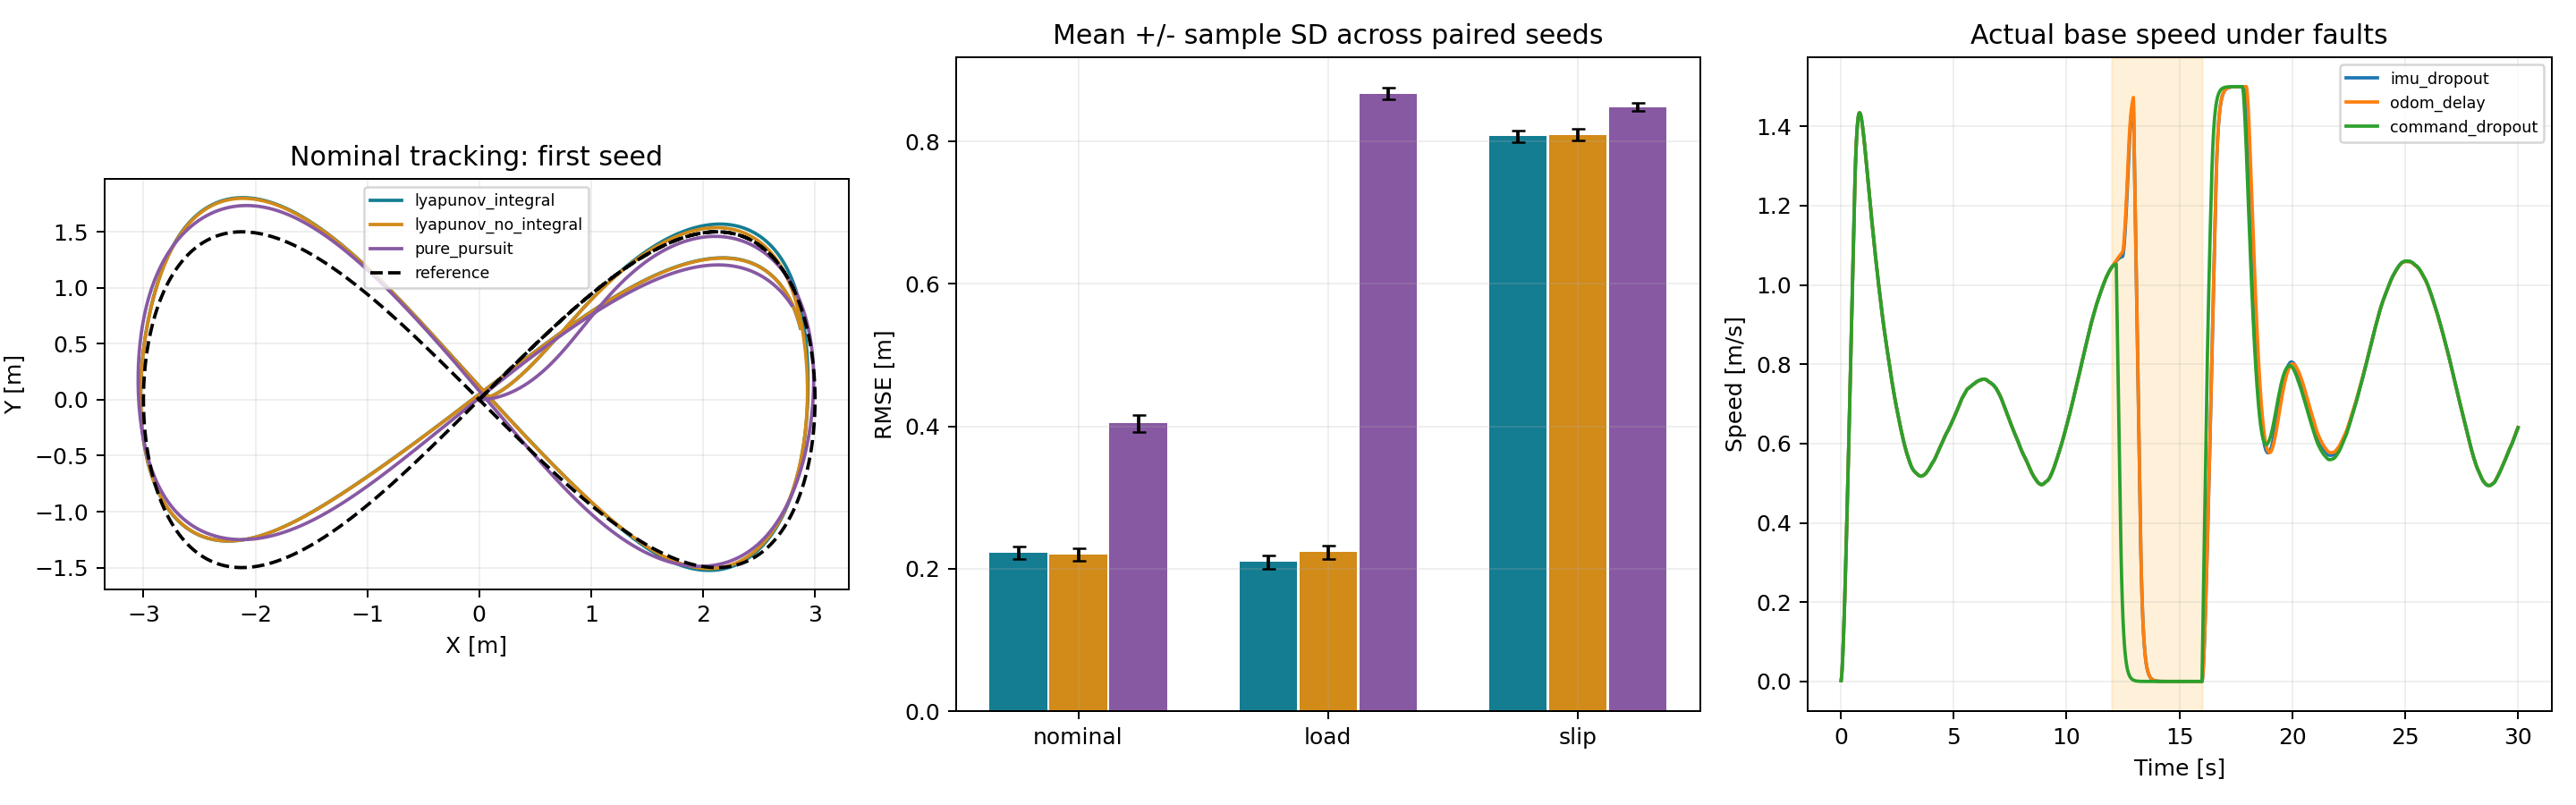 Nominal tracking: first seed
lyapunov_integral
lyapunov_no_integral
pure_pursuit
reference
1.5
1.0
0.5
0.0
−0.5
−1.0
−1.5
Y [m]
−3
−2
−1
0
1
2
3
X [m]
Mean +/- sample SD across paired seeds
0.8
0.6
0.4
0.2
0.0
RMSE [m]
nominal
load
slip
Actual base speed under faults
imu_dropout
odom_delay
command_dropout
1.4
1.2
1.0
0.8
0.6
0.4
0.2
0.0
Speed [m/s]
0
5
10
15
20
25
30
Time [s]